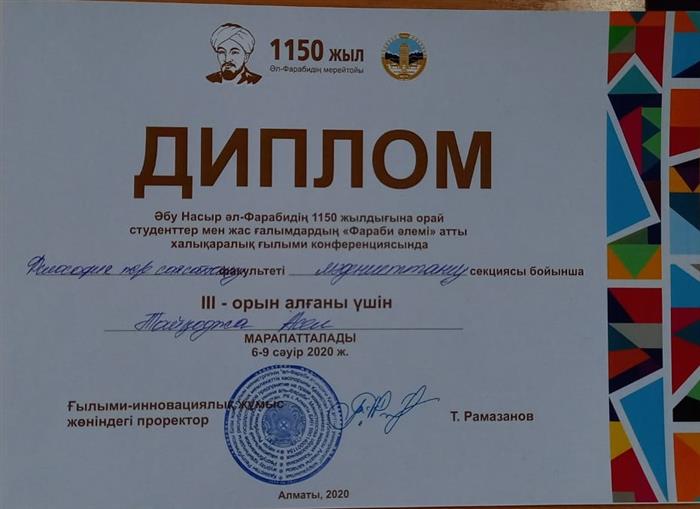 1150 жыл
Әл-Фарабидің мерейтойы
ДИПЛОМ
Әбу Насыр әл-Фарабидің 1150 жылдығына орай
студенттер мен жас ғалымдардың «Фараби әлемі» атты
халықаралық ғылыми конференциясында
Философия факультеті мәдениеттану секциясы бойынша
III - орын алғаны үшін
МАРАПАТТАЛАДЫ
6-9 сәуір 2020 ж.
Ғылыми-инновациялық жұмыс
жөніндегі проректор
Т. Рамазанов
Алматы, 2020